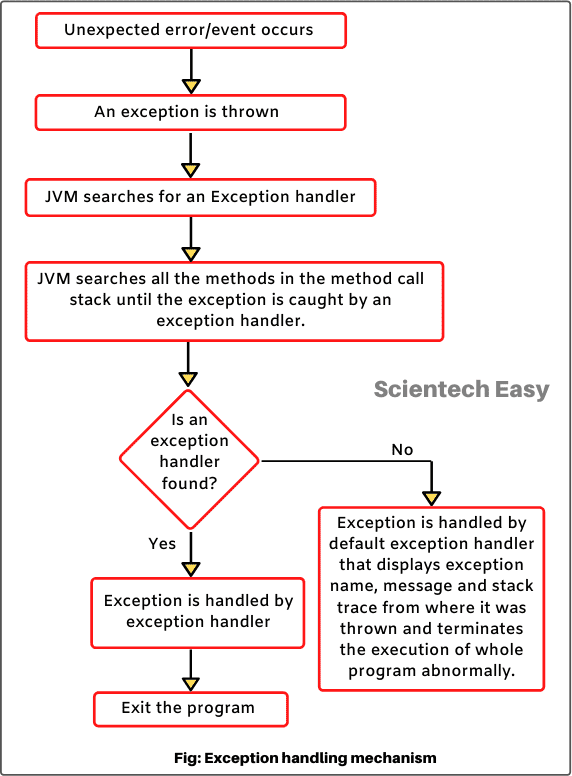 Unexpected error/event occurs
An exception is thrown
JVM searches for an Exception handler
JVM searches all the methods in the method call
stack until the exception is caught by an
exception handler.
Scientech Easy
Is an
exception
handler
found?
No
Yes
Exception is handled by
default exception handler
that displays exception
name, message and stack
trace from where it was
thrown and terminates
the execution of whole
program abnormally.
Exception is handled by
exception handler
Exit the program
Fig: Exception handling mechanism